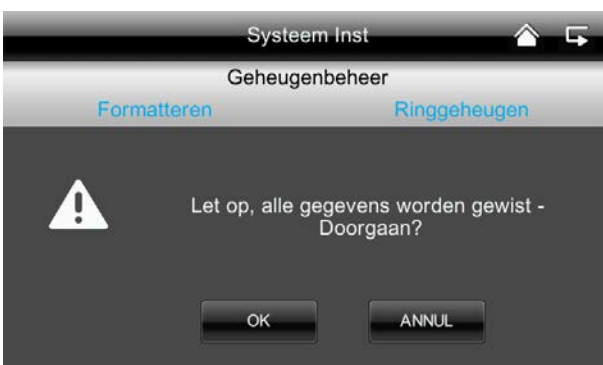 Systeem Inst
Geheugenbeheer
Formatteren Ringgeheugen
Let op, alle gegevens worden gewist -
Doorgaan?
OK ANNUL